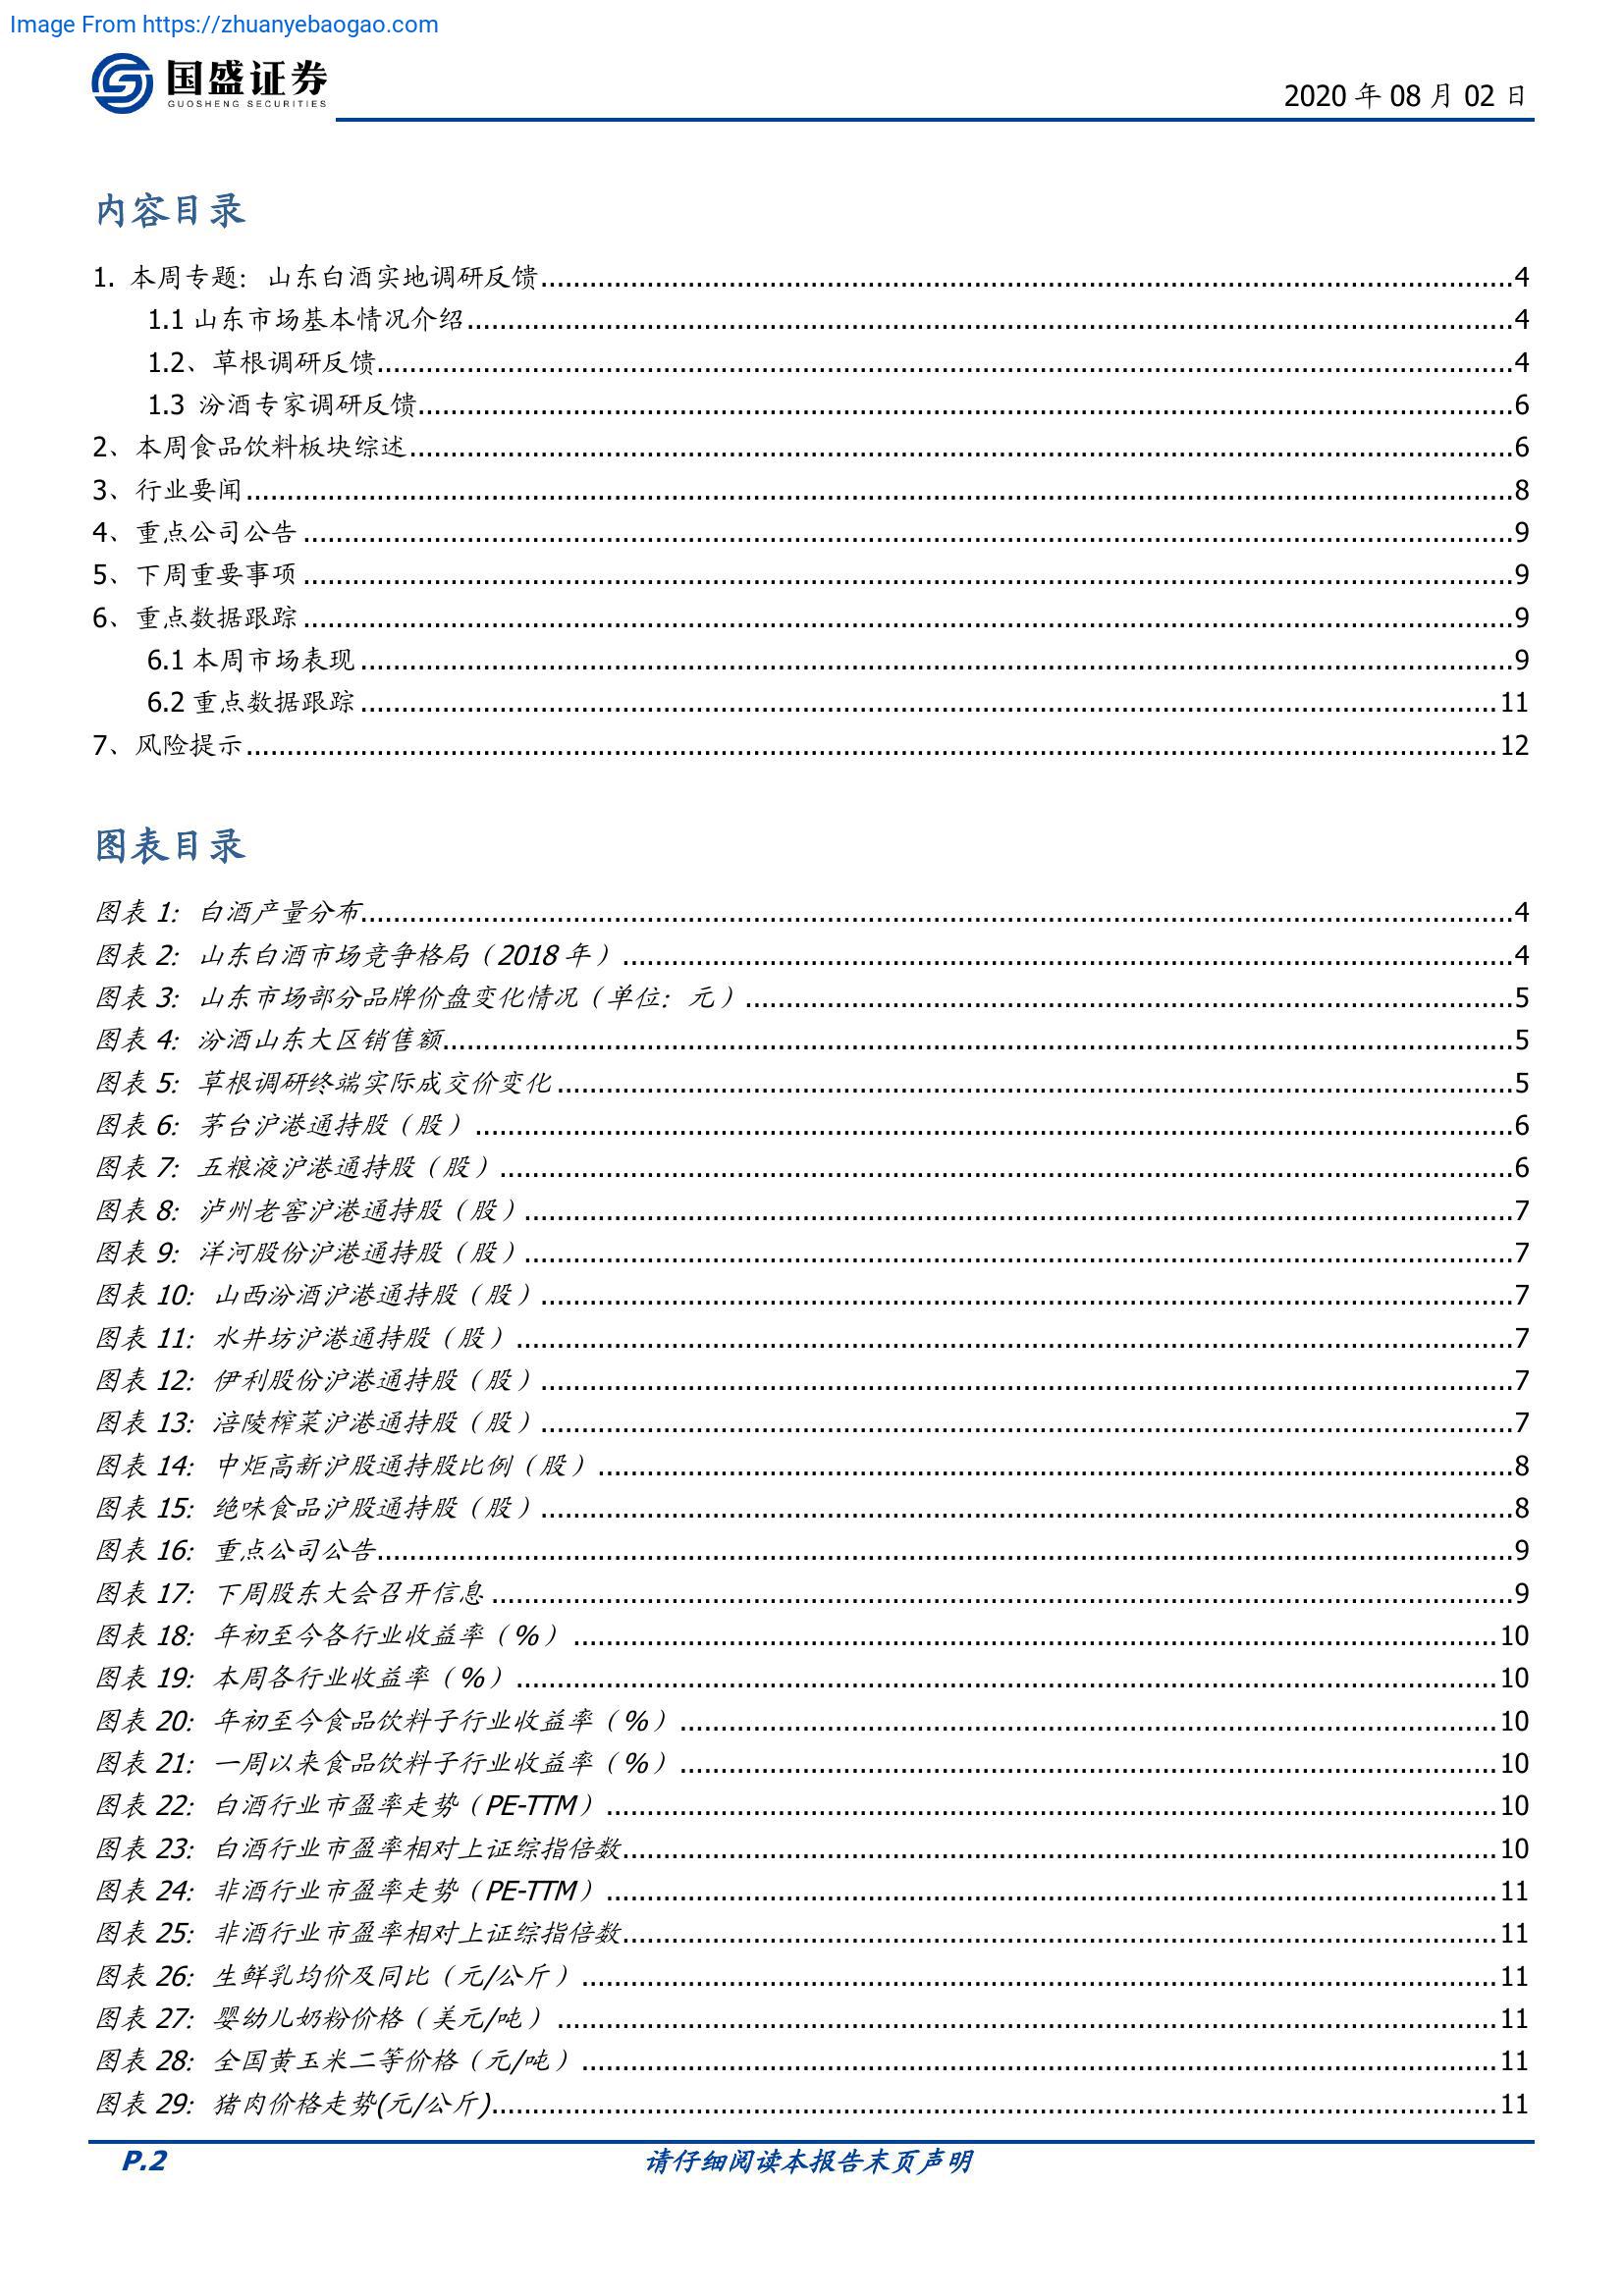 Image From https://zhuanyebaogao.com
国盛证券
GUOSHENG SECURITIES
2020 年 08 月 02 日
内容目录
1. 本周专题：山东白酒实地调研反馈 4
1.1 山东市场基本情况介绍 4
1.2、草根调研反馈 4
1.3 汾酒专家调研反馈 6
2、本周食品饮料板块综述 6
3、行业要闻 8
4、重点公司公告 9
5、下周重要事项 9
6、重点数据跟踪 9
6.1 本周市场表现 9
6.2 重点数据跟踪 11
7、风险提示 12
图表目录
图表 1：白酒产量分布 4
图表 2：山东白酒市场竞争格局（2018 年） 4
图表 3：山东市场部分品牌价盘变化情况（单位：元） 5
图表 4：汾酒山东大区销售额 5
图表 5：草根调研终端实际成交价变化 5
图表 6：茅台沪港通持股（股） 6
图表 7：五粮液沪港通持股（股） 6
图表 8：泸州老窖沪港通持股（股） 7
图表 9：洋河股份沪港通持股（股） 7
图表 10：山西汾酒沪港通持股（股） 7
图表 11：水井坊沪港通持股（股） 7
图表 12：伊利股份沪港通持股（股） 7
图表 13：涪陵榨菜沪港通持股（股） 7
图表 14：中炬高新沪股通持股比例（股） 8
图表 15：绝味食品沪股通持股（股） 8
图表 16：重点公司公告 9
图表 17：下周股东大会召开信息 9
图表 18：年初至今各行业收益率（%） 10
图表 19：本周各行业收益率（%） 10
图表 20：年初至今食品饮料子行业收益率（%） 10
图表 21：一周以来食品饮料子行业收益率（%） 10
图表 22：白酒行业市盈率走势（PE-TTM） 10
图表 23：白酒行业市盈率相对上证综指倍数 10
图表 24：非酒行业市盈率走势（PE-TTM） 11
图表 25：非酒行业市盈率相对上证综指倍数 11
图表 26：生鲜乳均价及同比（元/公斤） 11
图表 27：婴幼儿奶粉价格（美元/吨） 11
图表 28：全国黄玉米二等价格（元/吨） 11
图表 29：猪肉价格走势(元/公斤) 11
P.2
请仔细阅读本报告末页声明